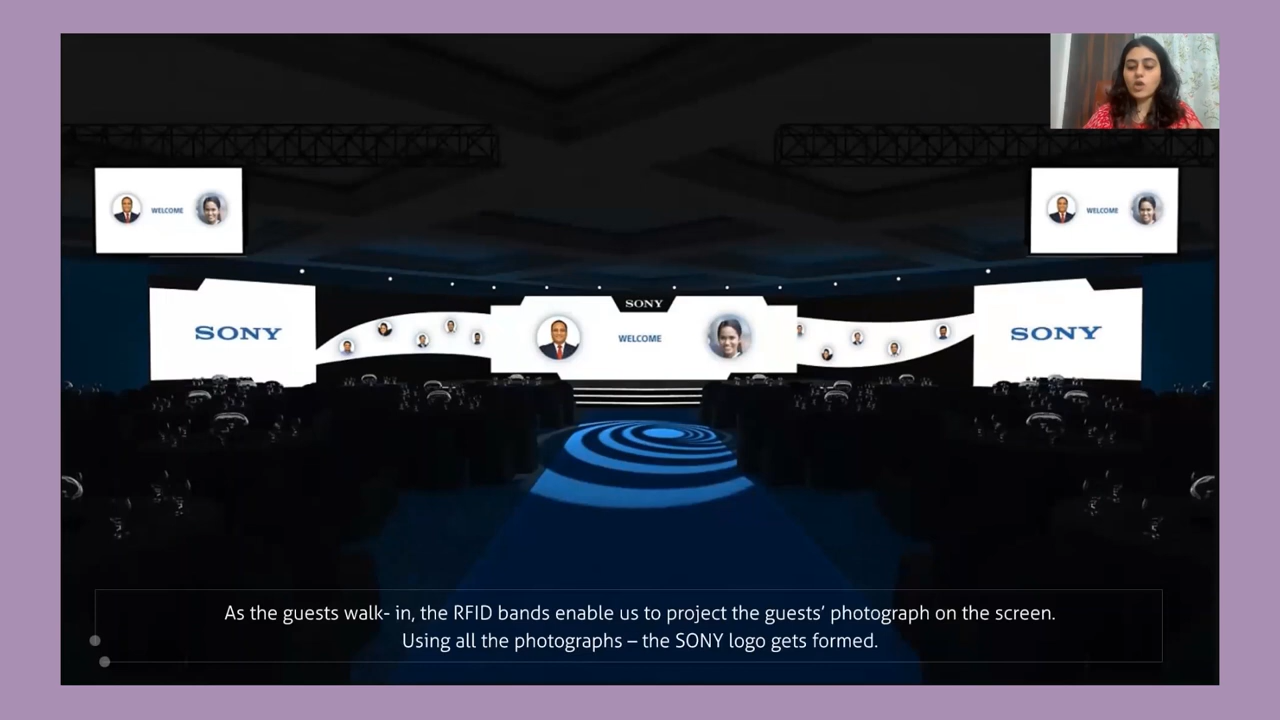 WELCOME
WELCOME
SONY
SONY
WELCOME
SONY
As the guests walk- in, the RFID bands enable us to project the guests’ photograph on the screen.
Using all the photographs – the SONY logo gets formed.